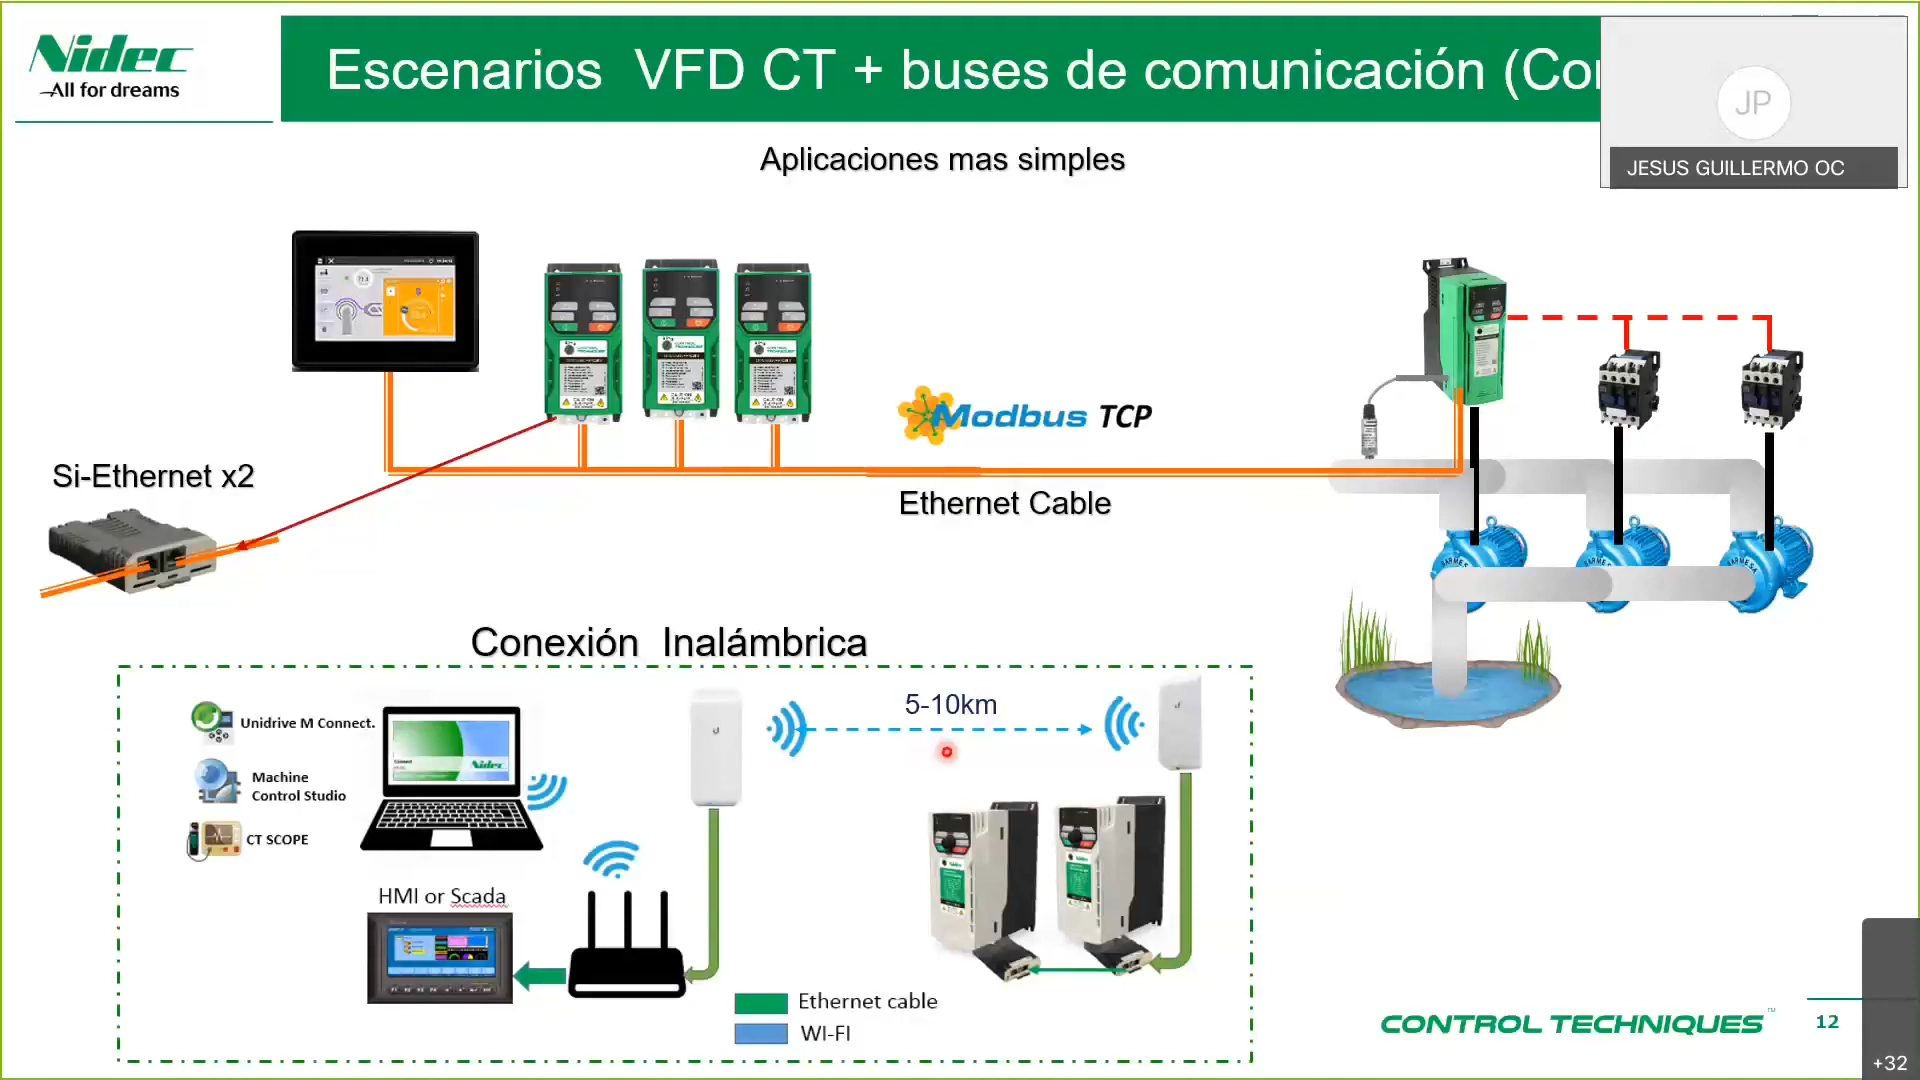 Nidec
All for dreams
Escenarios VFD CT + buses de comunicación (Co
JP
JESUS GUILLERMO OC
Aplicaciones mas simples
Modbus TCP
Si-Ethernet x2
Ethernet Cable
Conexión Inalámbrica
Unidrive M Connect.
Machine
Control Studio
CT SCOPE
Nidec
5-10km
HMI or Scada
Ethernet cable
WI-FI
CONTROL TECHNIQUES™
12
+32